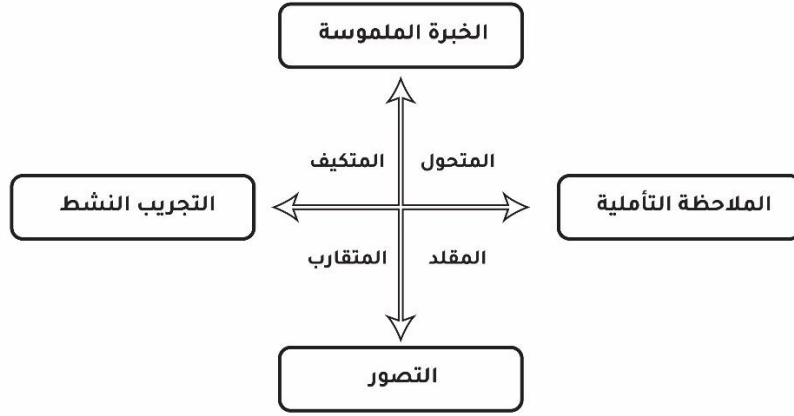 الخبرة الملموسة
المتحول
المتكيف
الملاحظة التأملية
التجريب النشط
المقلد
المتقارب
التصور